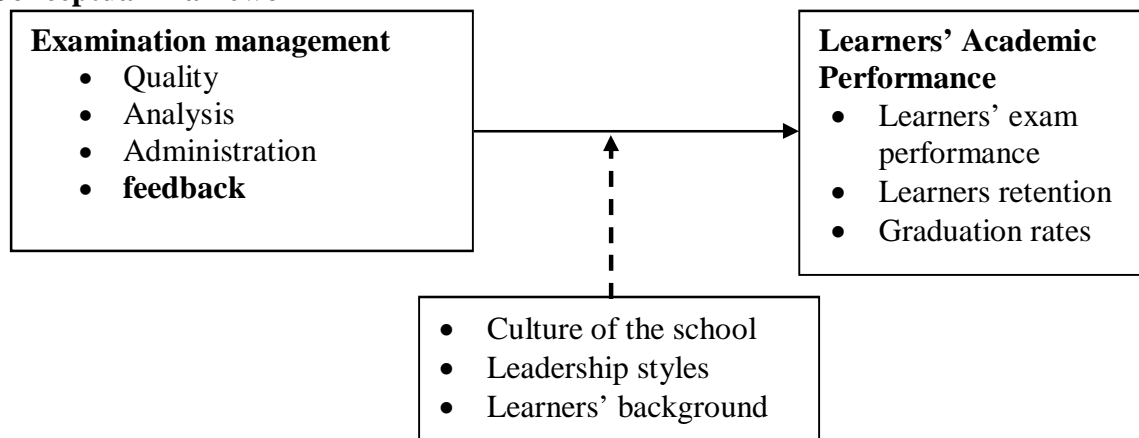 Examination management
• Quality
• Analysis
• Administration
• feedback
Learners’ Academic
Performance
• Learners’ exam
performance
• Learners retention
• Graduation rates
• Culture of the school
• Leadership styles
• Learners’ background